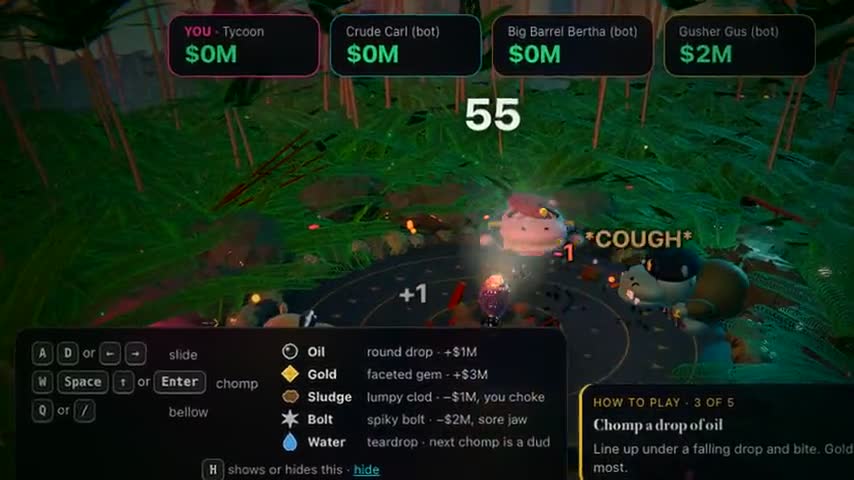 YOU · Tycoon
$0M
Crude Carl (bot)
$0M
Big Barrel Bertha (bot)
$0M
Gusher Gus (bot)
$2M
55
*COUGH*
-1
+1
A D or ← → slide
W Space ↑ or Enter chomp
Q or / bellow
Oil round drop · +$1M
Gold faceted gem · +$3M
Sludge lumpy clod · −$1M, you choke
Bolt spiky bolt · −$2M, sore jaw
Water teardrop · next chomp is a dud
H shows or hides this · hide
HOW TO PLAY · 3 OF 5
Chomp a drop of oil
Line up under a falling drop and bite. Gold
most.